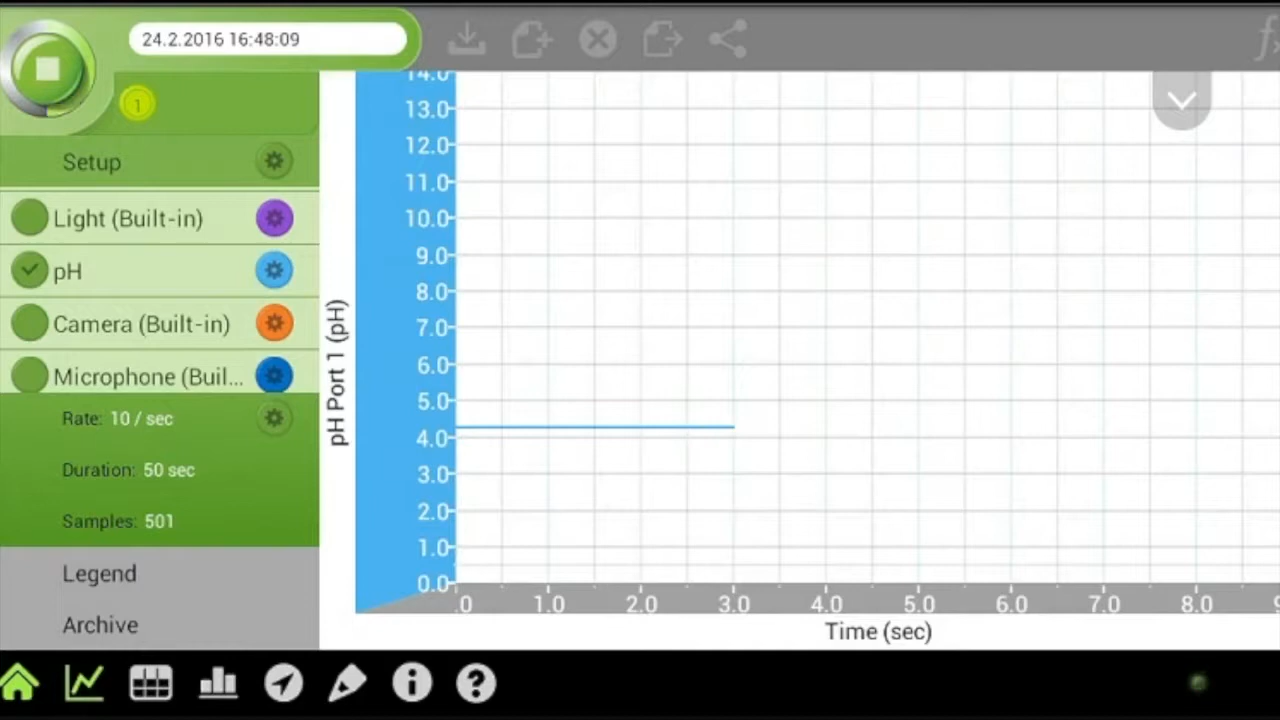 24.2.2016 16:48:09
1
Setup
Light (Built-in)
pH
Camera (Built-in)
Microphone (Buil...
Rate: 10 / sec
Duration: 50 sec
Samples: 501
Legend
Archive
pH Port 1 (pH)
14.0
13.0
12.0
11.0
10.0
9.0
8.0
7.0
6.0
5.0
4.0
3.0
2.0
1.0
0.0
.0 1.0 2.0 3.0 4.0 5.0 6.0 7.0 8.0
Time (sec)